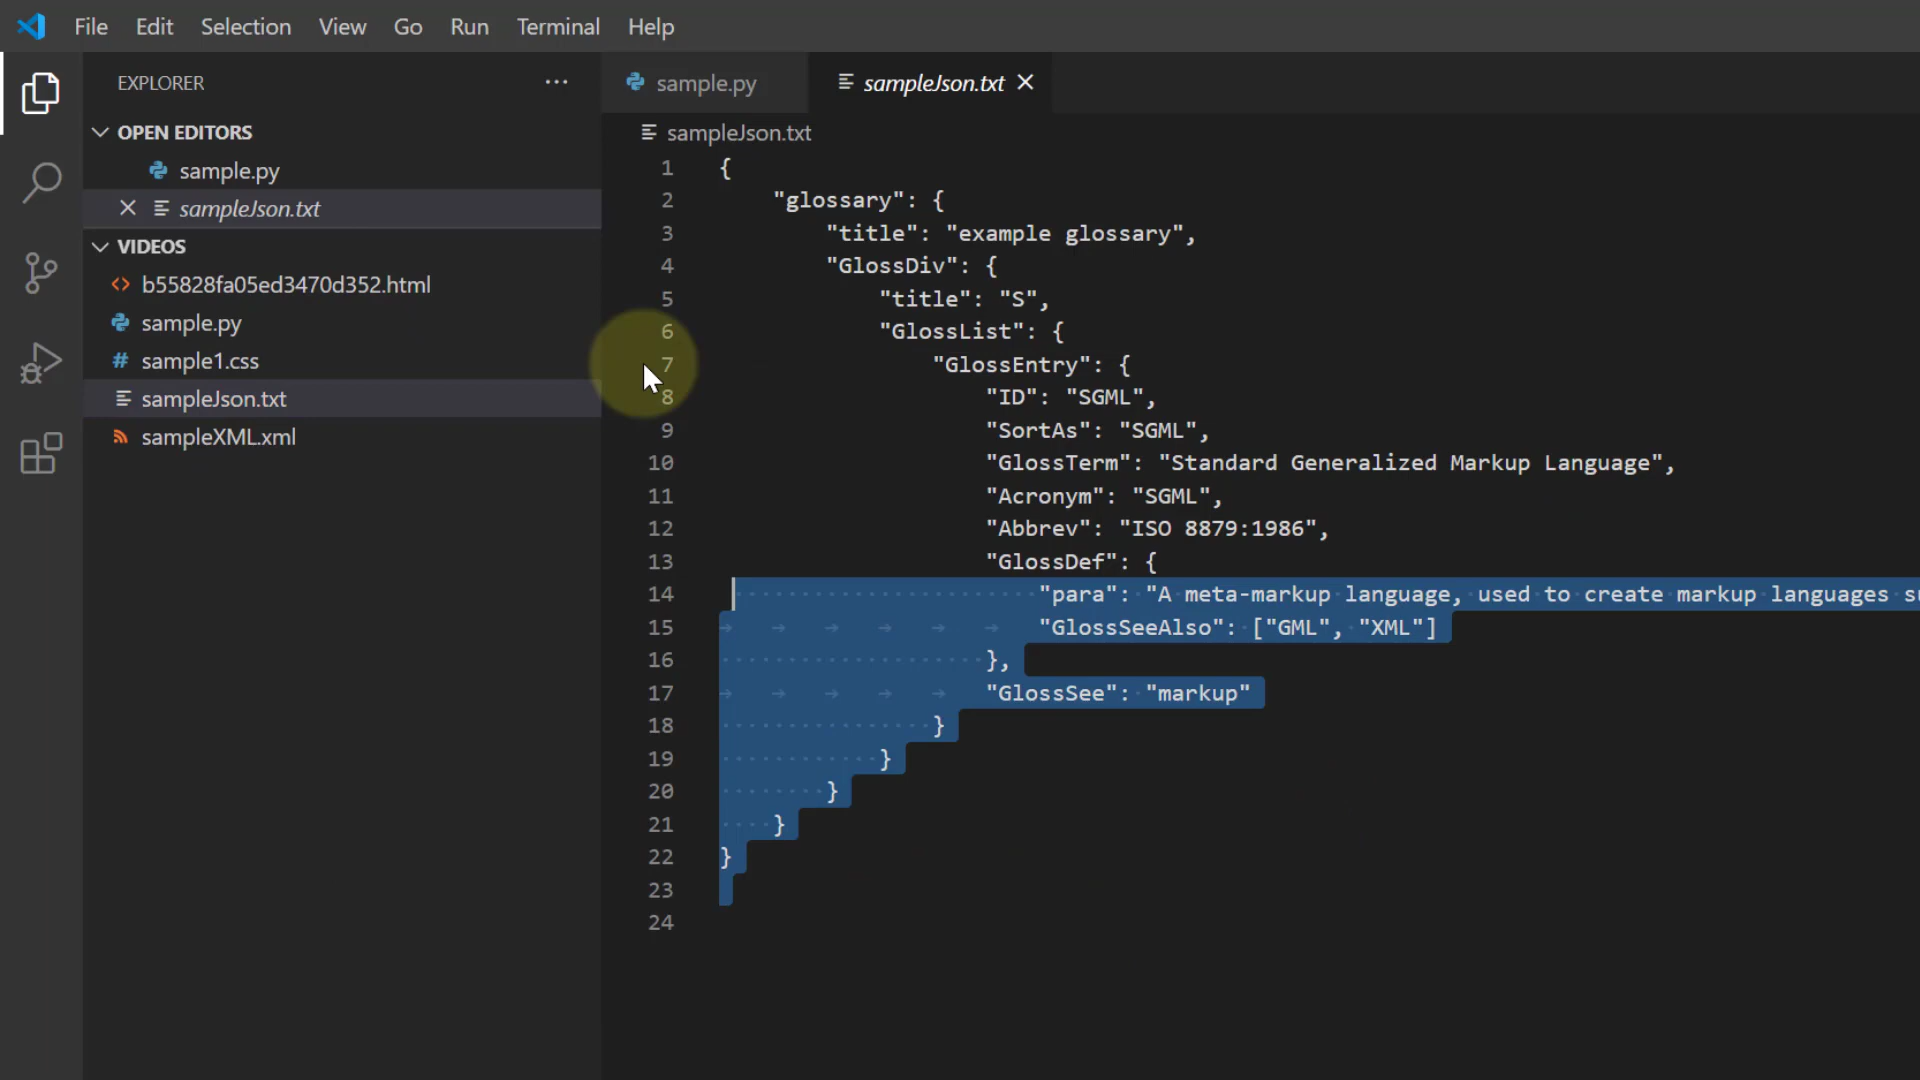 File Edit Selection View Go Run Terminal Help
EXPLORER
OPEN EDITORS
sample.py
sampleJson.txt
VIDEOS
b55828fa05ed3470d352.html
sample.py
sample1.css
sampleJson.txt
sampleXML.xml
sample.py sampleJson.txt
sampleJson.txt
1 {
2 "glossary": {
3 "title": "example glossary",
4 "GlossDiv": {
5 "title": "S",
6 "GlossList": {
7 "GlossEntry": {
8 "ID": "SGML",
9 "SortAs": "SGML",
10 "GlossTerm": "Standard Generalized Markup Language",
11 "Acronym": "SGML",
12 "Abbrev": "ISO 8879:1986",
13 "GlossDef": {
14 "para": "A meta-markup language, used to create markup languages
15 "GlossSeeAlso": ["GML", "XML"]
16 },
17 "GlossSee": "markup"
18 }
19 }
20 }
21 }
22 }
23
24